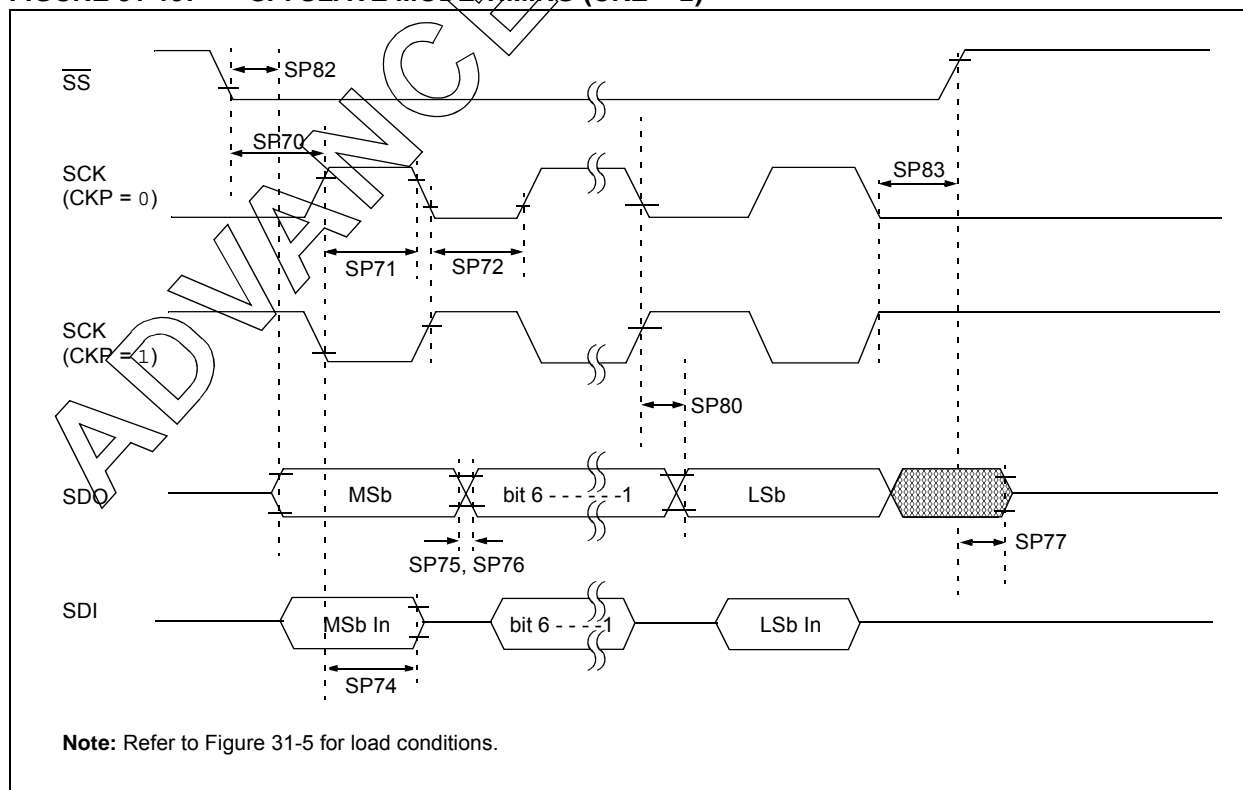 SS
SP82
SP70
SCK
(CKP = 0)
SP83
SP71
SP72
SCK
(CKP = 1)
SP80
SDO
MSb
bit 6 - - - - - -1
LSb
SP75, SP76
SP77
SDI
MSb In
bit 6 - - - -1
LSb In
SP74
Note: Refer to Figure 31-5 for load conditions.